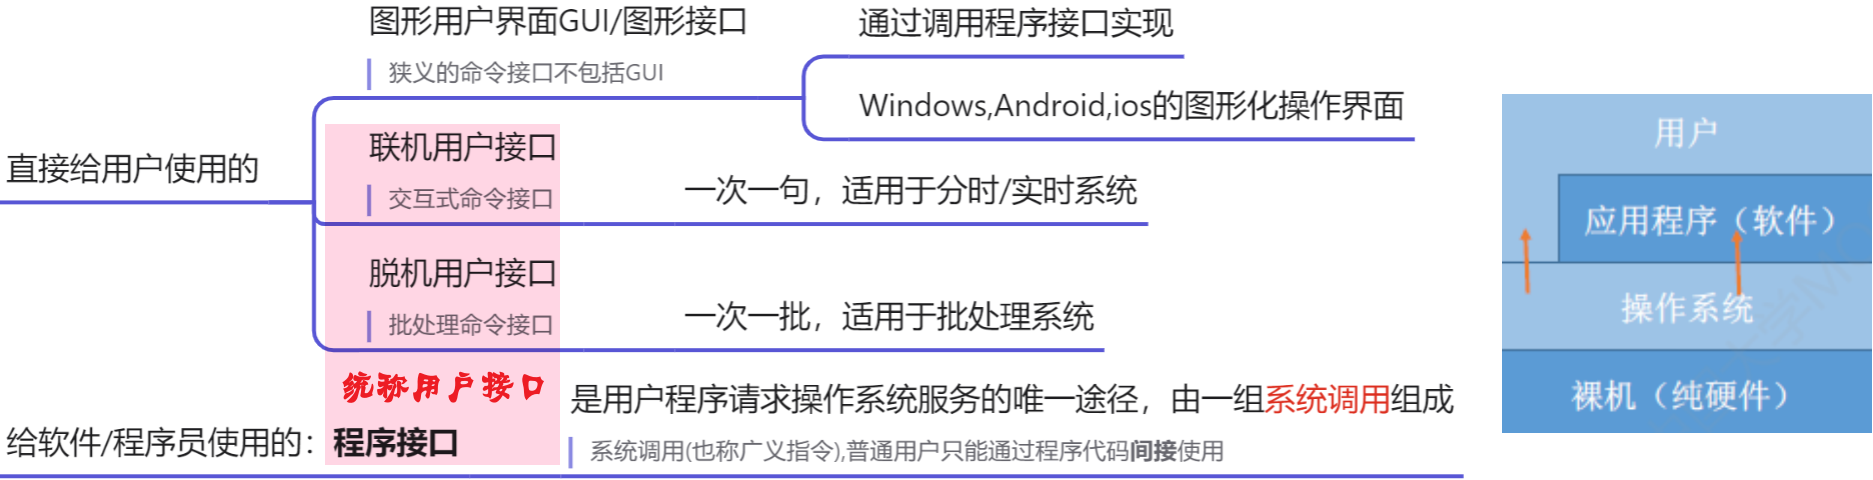 图形用户界面GUI/图形接口
狭义的命令接口不包括GUI
通过调用程序接口实现
Windows,Android,ios的图形化操作界面
直接给用户使用的
联机用户接口
交互式命令接口
一次一句，适用于分时/实时系统
脱机用户接口
批处理命令接口
一次一批，适用于批处理系统
统称用户接口
给软件/程序员使用的：程序接口
是用户程序请求操作系统服务的唯一途径，由一组系统调用组成
系统调用(也称广义指令),普通用户只能通过程序代码间接使用
用户
应用程序（软件）
操作系统
裸机（纯硬件）